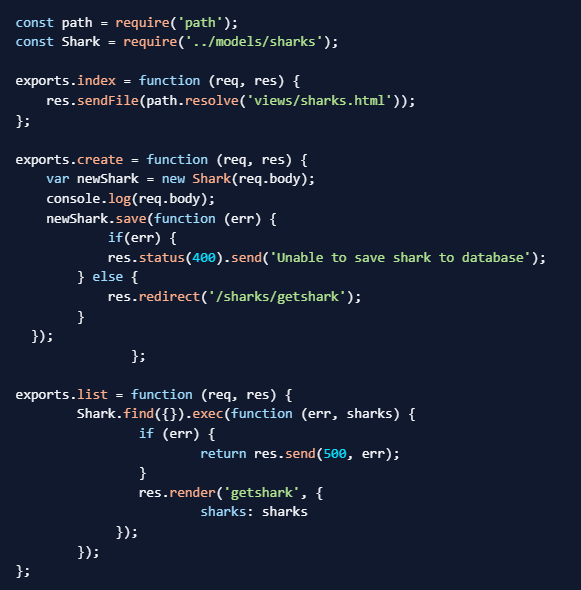 const path = require('path');
const Shark = require('../models/sharks');

exports.index = function (req, res) {
    res.sendFile(path.resolve('views/sharks.html'));
};

exports.create = function (req, res) {
    var newShark = new Shark(req.body);
    console.log(req.body);
    newShark.save(function (err) {
            if(err) {
            res.status(400).send('Unable to save shark to database');
        } else {
            res.redirect('/sharks/getshark');
        }
  });
               };

exports.list = function (req, res) {
        Shark.find({}).exec(function (err, sharks) {
                if (err) {
                        return res.send(500, err);
                }
                res.render('getshark', {
                        sharks: sharks
             });
        });
};